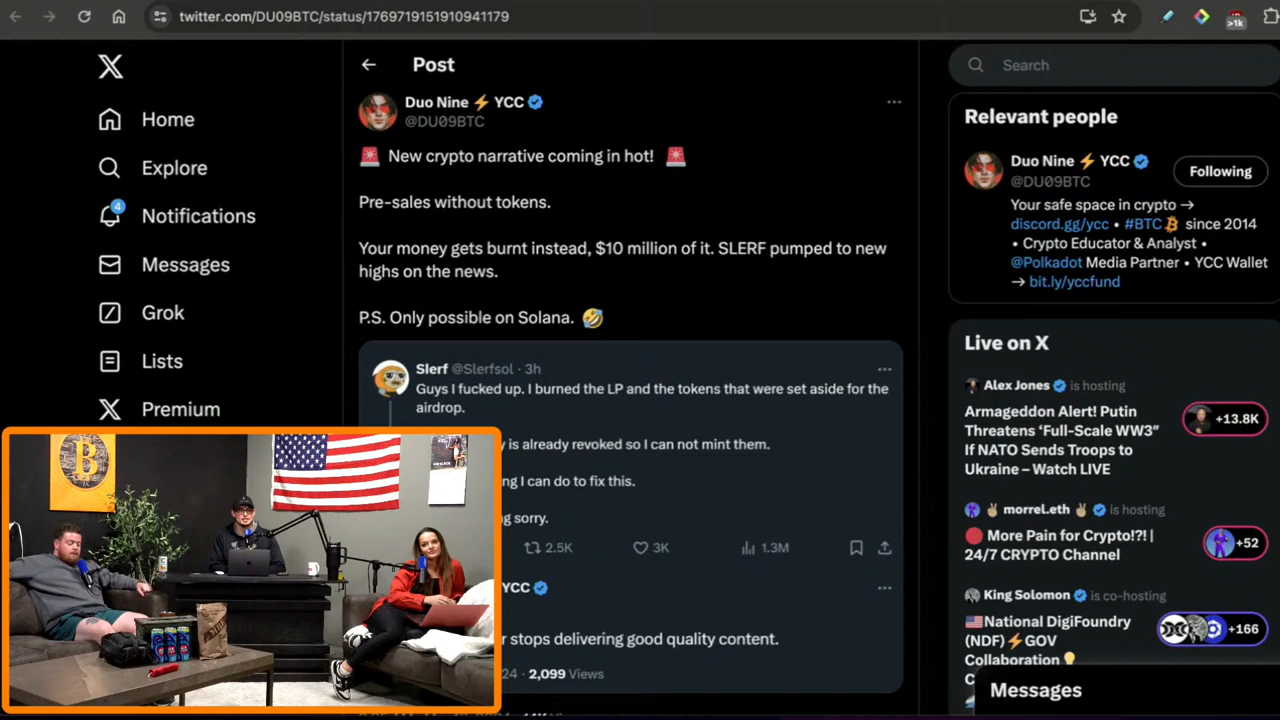 twitter.com/DU09BTC/status/1769719151910941179
>1k
Home
Explore
4
Notifications
Messages
Grok
Lists
Premium
Post
Duo Nine ⚡ YCC
@DU09BTC
🚨 New crypto narrative coming in hot! 🚨
Pre-sales without tokens.
Your money gets burnt instead, $10 million of it. SLERF pumped to new
highs on the news.
P.S. Only possible on Solana. 🤣
Slerf @Slerfsol · 3h
Guys I fucked up. I burned the LP and the tokens that were set aside for the
airdrop.
is already revoked so I can not mint them.
I can do to fix this.
sorry.
2.5K 3K 1.3M
YCC
stops delivering good quality content.
24 · 2,099 Views
Search
Relevant people
Duo Nine ⚡ YCC
@DU09BTC
Following
Your safe space in crypto →
discord.gg/ycc • #BTC since 2014
• Crypto Educator & Analyst •
@Polkadot Media Partner • YCC Wallet
→ bit.ly/yccfund
Live on X
Alex Jones is hosting
Armageddon Alert! Putin
Threatens ‘Full-Scale WW3”
If NATO Sends Troops to
Ukraine – Watch LIVE
+13.8K
morrel.eth ✌🏼 is hosting
🔴 More Pain for Crypto!?! |
24/7 CRYPTO Channel
+52
King Solomon is co-hosting
🇺🇸National DigiFoundry
(NDF)⚡GOV
Collaboration💡
+166
Messages